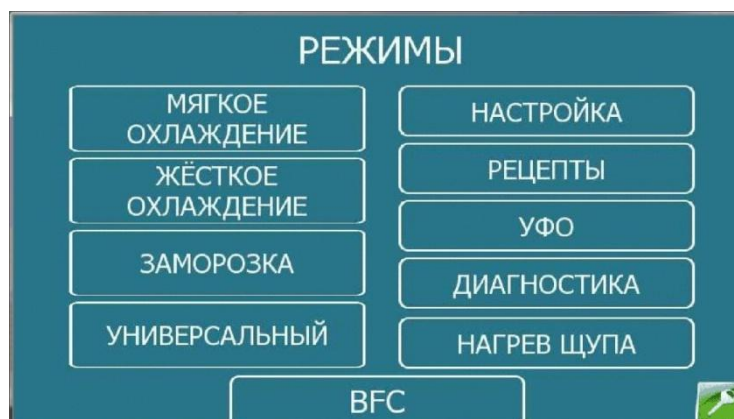 РЕЖИМЫ
МЯГКОЕ
ОХЛАЖДЕНИЕ
ЖЁСТКОЕ
ОХЛАЖДЕНИЕ
ЗАМОРОЗКА
УНИВЕРСАЛЬНЫЙ
НАСТРОЙКА
РЕЦЕПТЫ
УФО
ДИАГНОСТИКА
НАГРЕВ ЩУПА
BFC